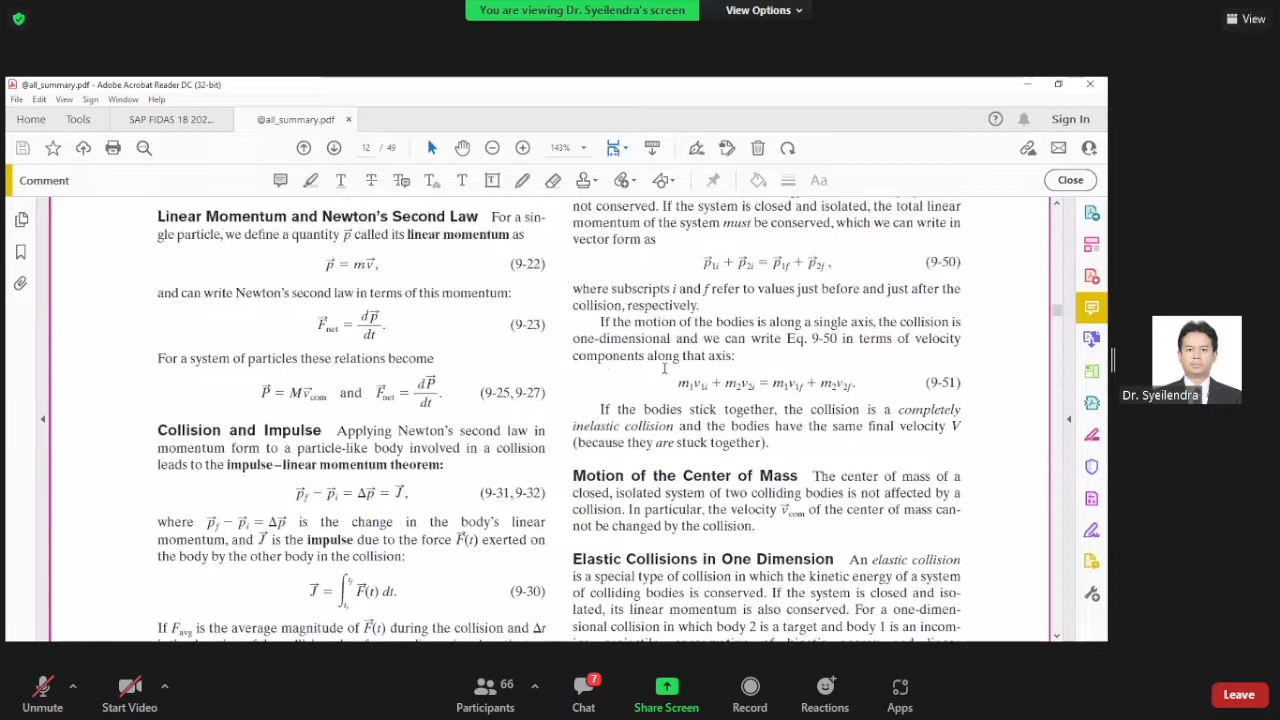 You are viewing Dr. Syeilendra's screen
View Options
View
@all_summary.pdf - Adobe Acrobat Reader DC (32-bit)
File Edit View Sign Window Help
Home Tools SAP FIDAS 1B 202... @all_summary.pdf × Sign In
12 / 49 143%
Comment Close
Linear Momentum and Newton's Second Law For a sin-
gle particle, we define a quantity p⃗ called its linear momentum as
p⃗ = mv⃗, (9-22)
and can write Newton's second law in terms of this momentum:
F⃗net = dp⃗/dt. (9-23)
For a system of particles these relations become
P⃗ = Mv⃗com and F⃗net = dP⃗/dt. (9-25, 9-27)
Collision and Impulse Applying Newton's second law in
momentum form to a particle-like body involved in a collision
leads to the impulse–linear momentum theorem:
p⃗f − p⃗i = Δp⃗ = J⃗, (9-31, 9-32)
where p⃗f − p⃗i = Δp⃗ is the change in the body's linear
momentum, and J⃗ is the impulse due to the force F⃗(t) exerted on
the body by the other body in the collision:
J⃗ = ∫ti^tf F⃗(t) dt. (9-30)
If Favg is the average magnitude of F⃗(t) during the collision and Δt
not conserved. If the system is closed and isolated, the total linear
momentum of the system must be conserved, which we can write in
vector form as
p⃗1i + p⃗2i = p⃗1f + p⃗2f, (9-50)
where subscripts i and f refer to values just before and just after the
collision, respectively.
If the motion of the bodies is along a single axis, the collision is
one-dimensional and we can write Eq. 9-50 in terms of velocity
components along that axis:
m1v1i + m2v2i = m1v1f + m2v2f. (9-51)
If the bodies stick together, the collision is a completely
inelastic collision and the bodies have the same final velocity V
(because they are stuck together).
Motion of the Center of Mass The center of mass of a
closed, isolated system of two colliding bodies is not affected by a
collision. In particular, the velocity v⃗com of the center of mass can-
not be changed by the collision.
Elastic Collisions in One Dimension An elastic collision
is a special type of collision in which the kinetic energy of a system
of colliding bodies is conserved. If the system is closed and iso-
lated, its linear momentum is also conserved. For a one-dimen-
sional collision in which body 2 is a target and body 1 is an incom-
Dr. Syeilendra
Unmute Start Video Participants 66 Chat 7 Share Screen Record Reactions Apps Leave